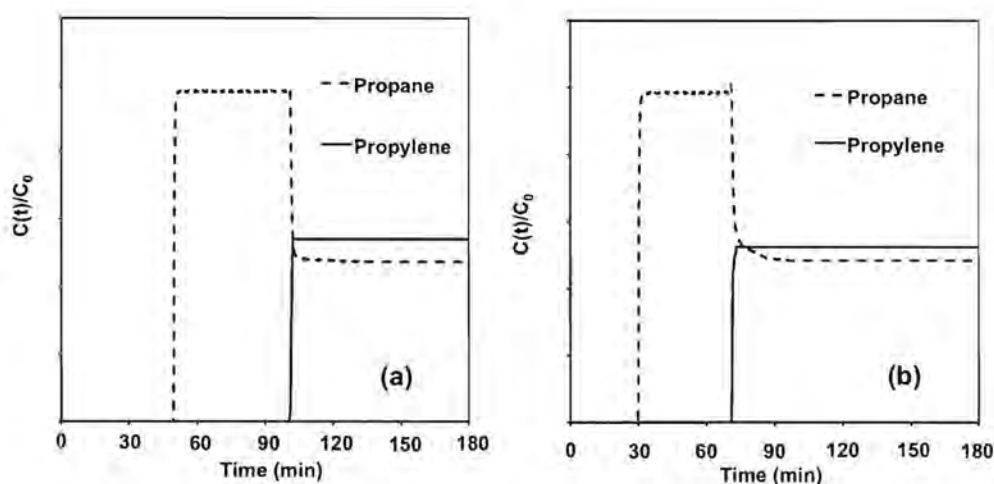 Propane
Propylene
C(t)/C₀
(a)
0 30 60 90 120 150 180
Time (min)
Propane
Propylene
C(t)/C₀
(b)
0 30 60 90 120 150 180
Time (min)